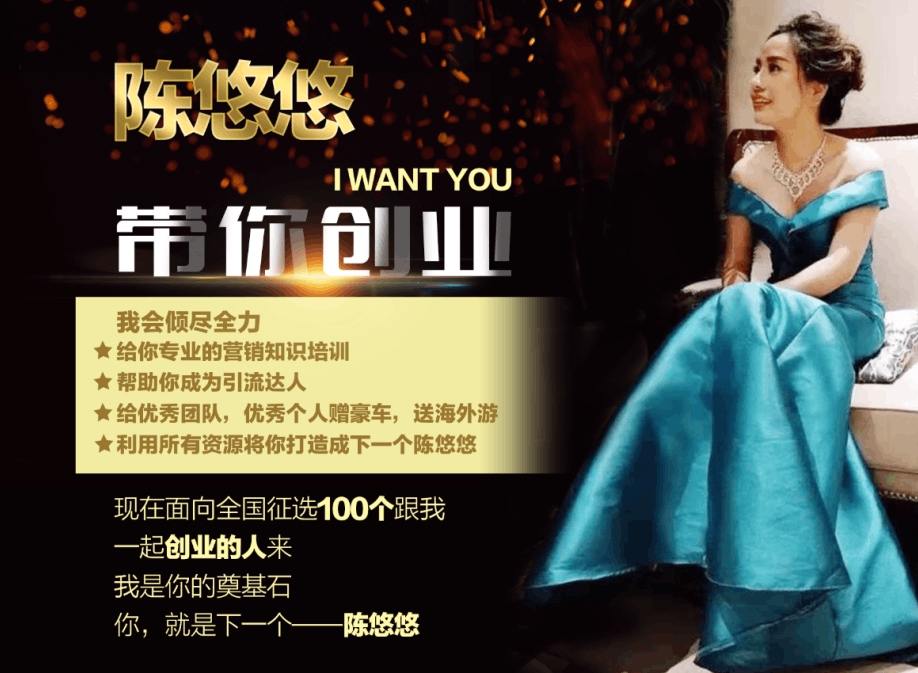 陈悠悠
I WANT YOU
带你创业
我会倾尽全力
★给你专业的营销知识培训
★帮助你成为引流达人
★给优秀团队，优秀个人赠豪车，送海外游
★利用所有资源将你打造成下一个陈悠悠
现在面向全国征选100个跟我
一起创业的人来
我是你的奠基石
你，就是下一个——陈悠悠